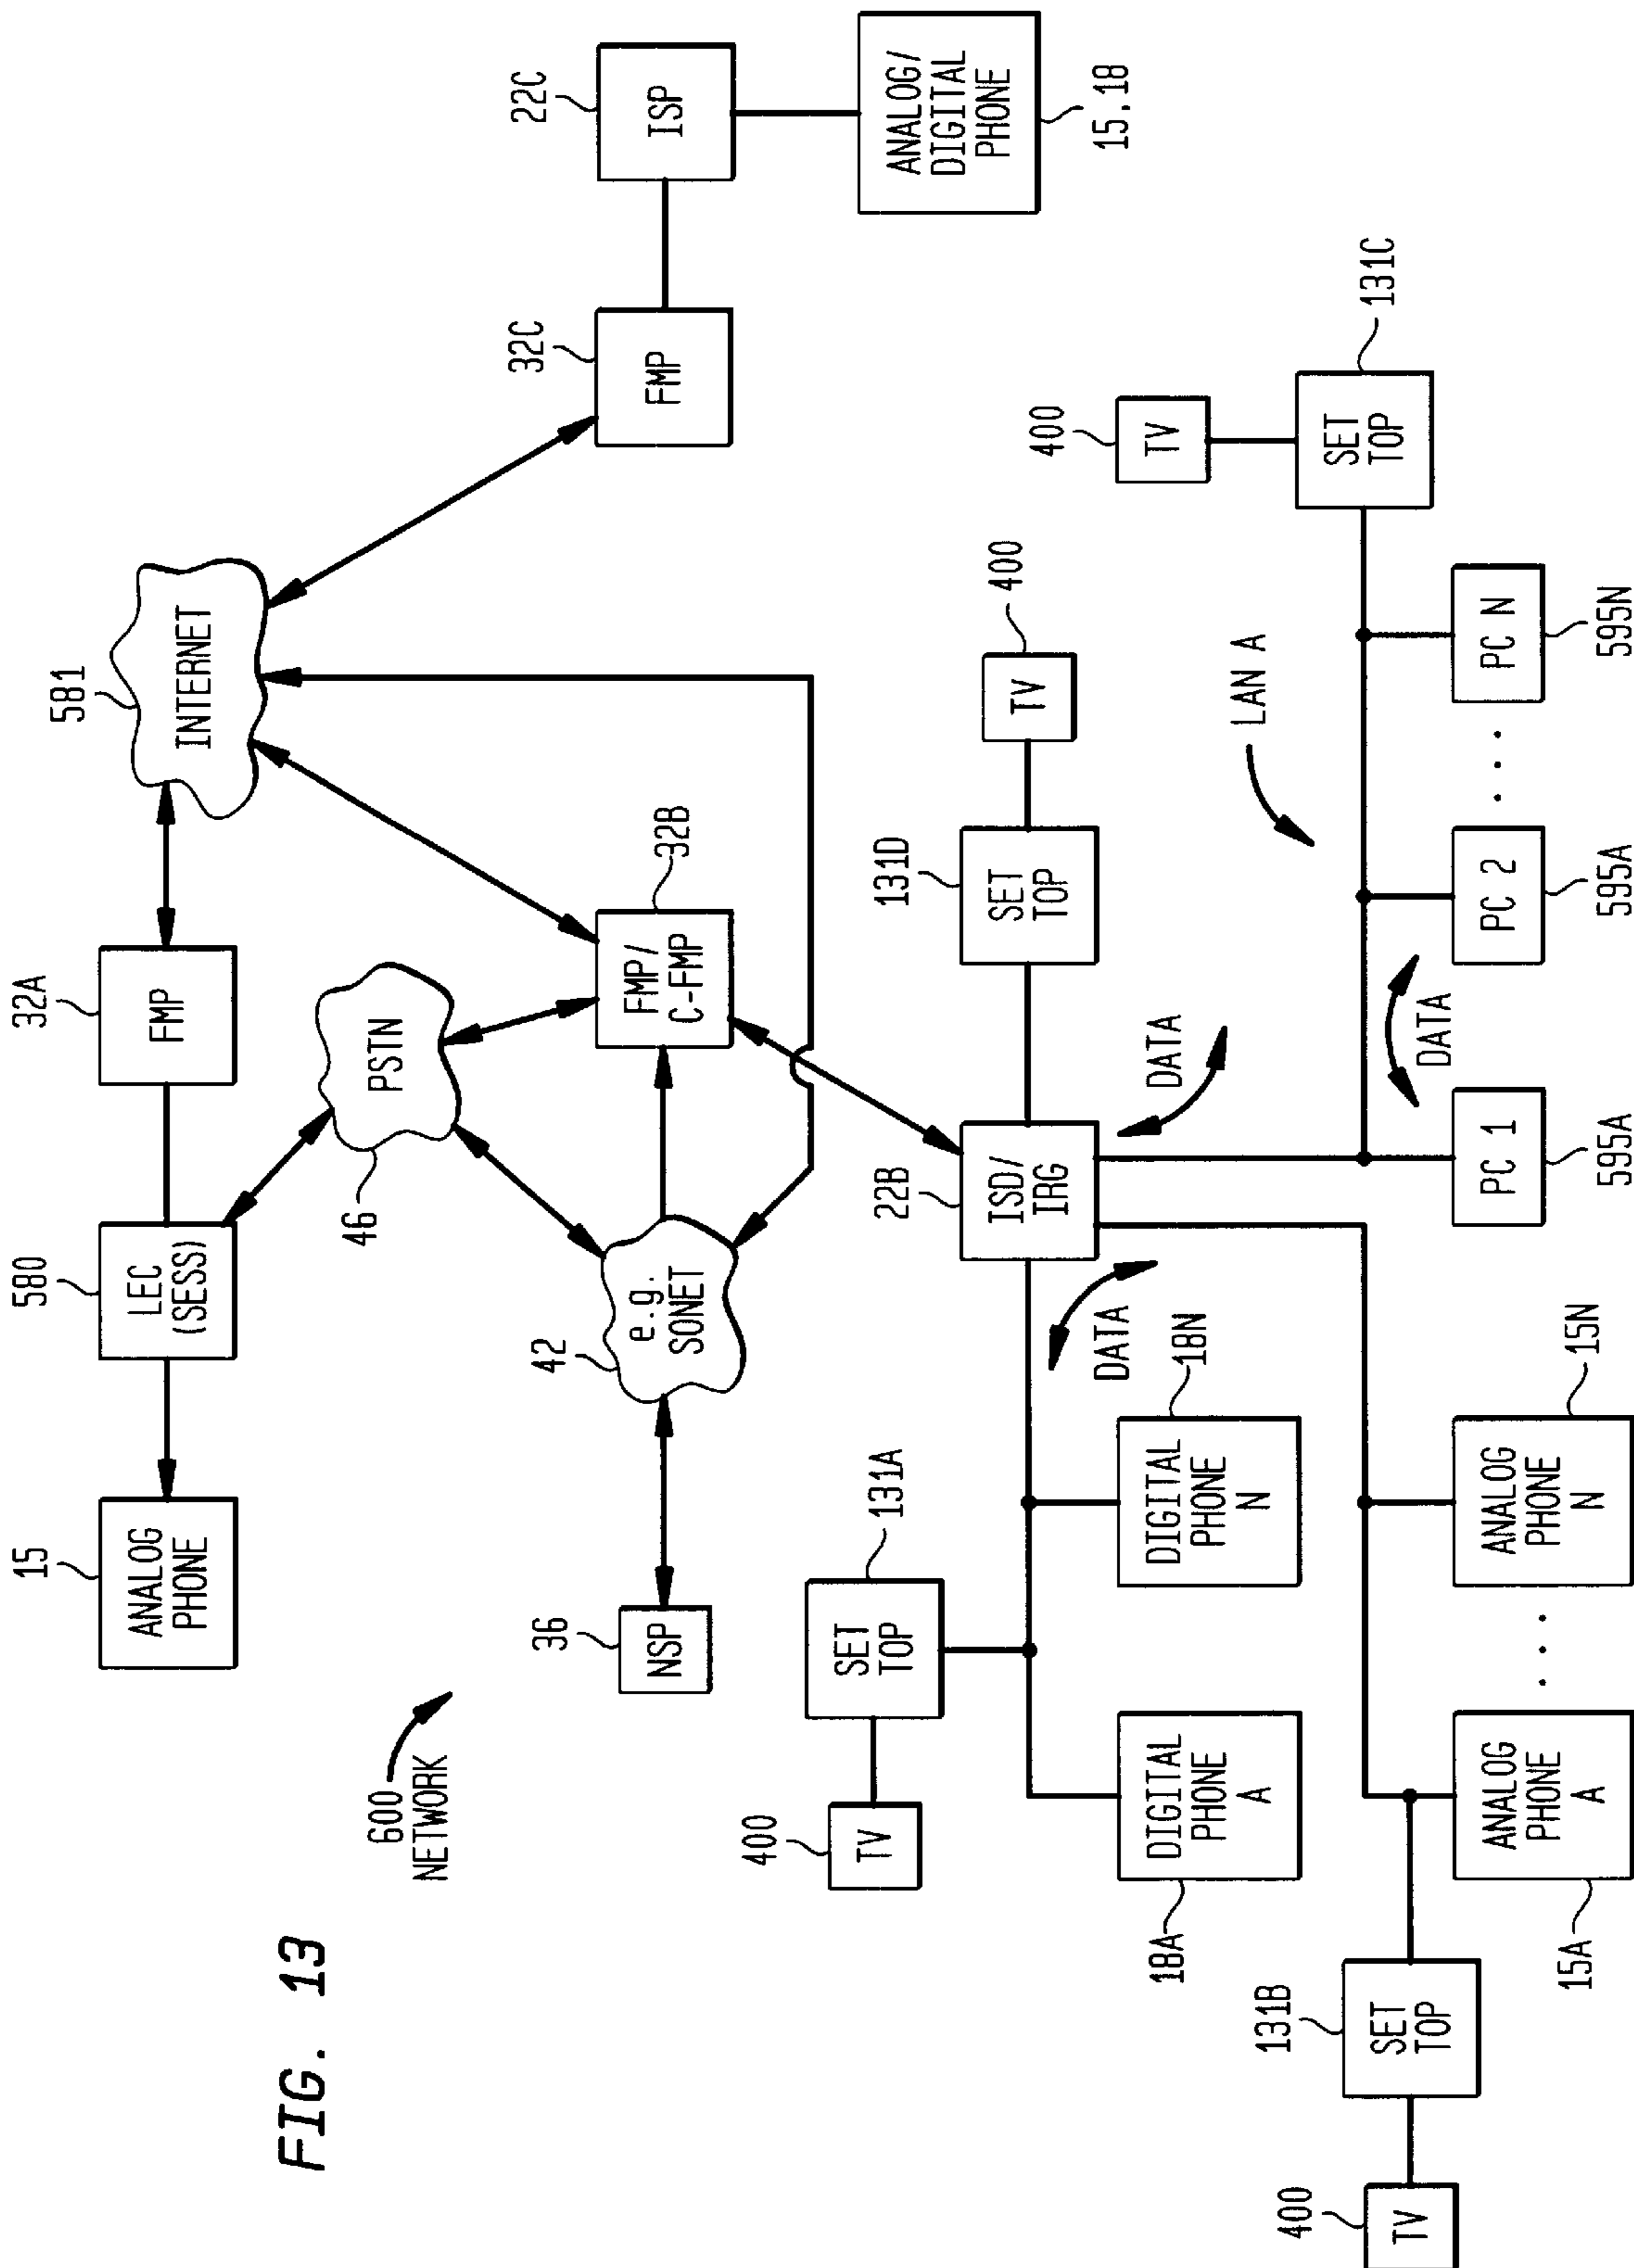 FIG. 13
600
NETWORK
15
ANALOG
PHONE
580
LEC
(5ESS)
32A
FMP
581
INTERNET
46
PSTN
36
NSP
42
e.g.
SONET
32B
FMP/
C-FMP
32C
FMP
22C
ISP
ANALOG/
DIGITAL
PHONE
15.18
400
TV
131A
SET
TOP
22B
ISD/
IRG
131D
SET
TOP
400
TV
DATA
DATA
18A
DIGITAL
PHONE
A
18N
DIGITAL
PHONE
N
400
TV
131B
SET
TOP
15A
ANALOG
PHONE
A
. . .
15N
ANALOG
PHONE
N
LAN A
DATA
PC 1
595A
PC 2
595A
. . . .
PC N
595N
400
TV
131C
SET
TOP